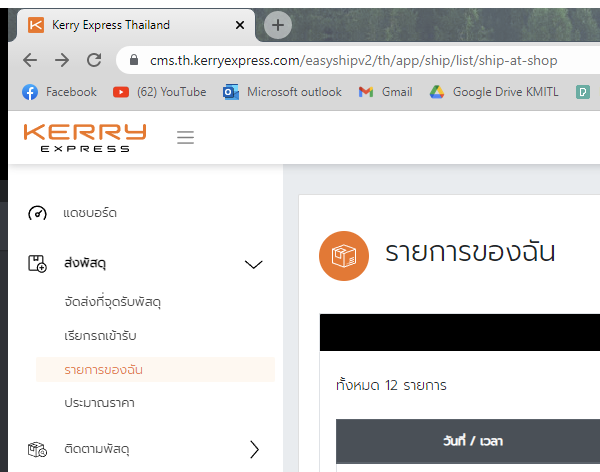 Kerry Express Thailand
cms.th.kerryexpress.com/easyshipv2/th/app/ship/list/ship-at-shop
Facebook (62) YouTube Microsoft outlook Gmail Google Drive KMITL
KERRY
EXPRESS
แดชบอร์ด
ส่งพัสดุ
จัดส่งที่จุดรับพัสดุ
เรียกรถเข้ารับ
รายการของฉัน
ประมาณราคา
ติดตามพัสดุ
รายการของฉัน
ทั้งหมด 12 รายการ
วันที่ / เวลา